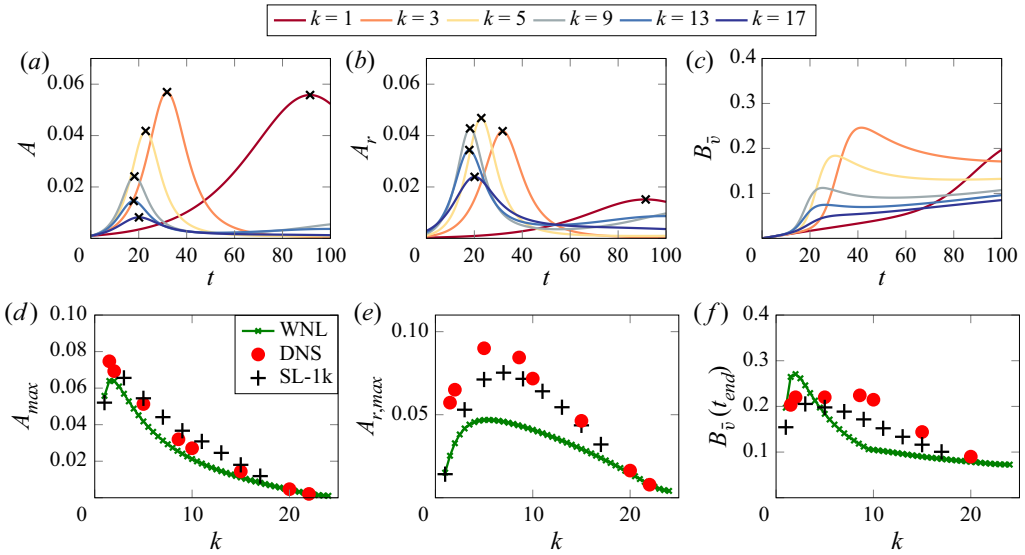 k = 1 k = 3 k = 5 k = 9 k = 13 k = 17
(a) (b) (c)
0.06 0.06 0.4
0.04 0.04 0.3
0.02 0.02 0.2
0.1
A A_r B_v̄
0 20 40 60 80 100 0 20 40 60 80 100 0 20 40 60 80 100
t t t
(d) (e) (f)
WNL
DNS
SL-1k
0.10 0.10 0.4
0.08 0.3
0.06 0.05 0.2
0.04 0.1
0.02
A_max A_r,max B_v̄(t_end)
0 10 20 0 10 20 0 10 20
k k k